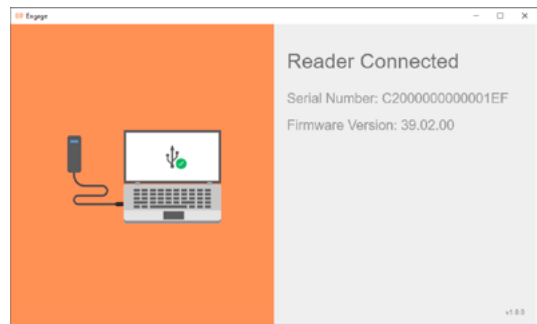 Engage
Reader Connected
Serial Number: C2000000000001EF
Firmware Version: 39.02.00